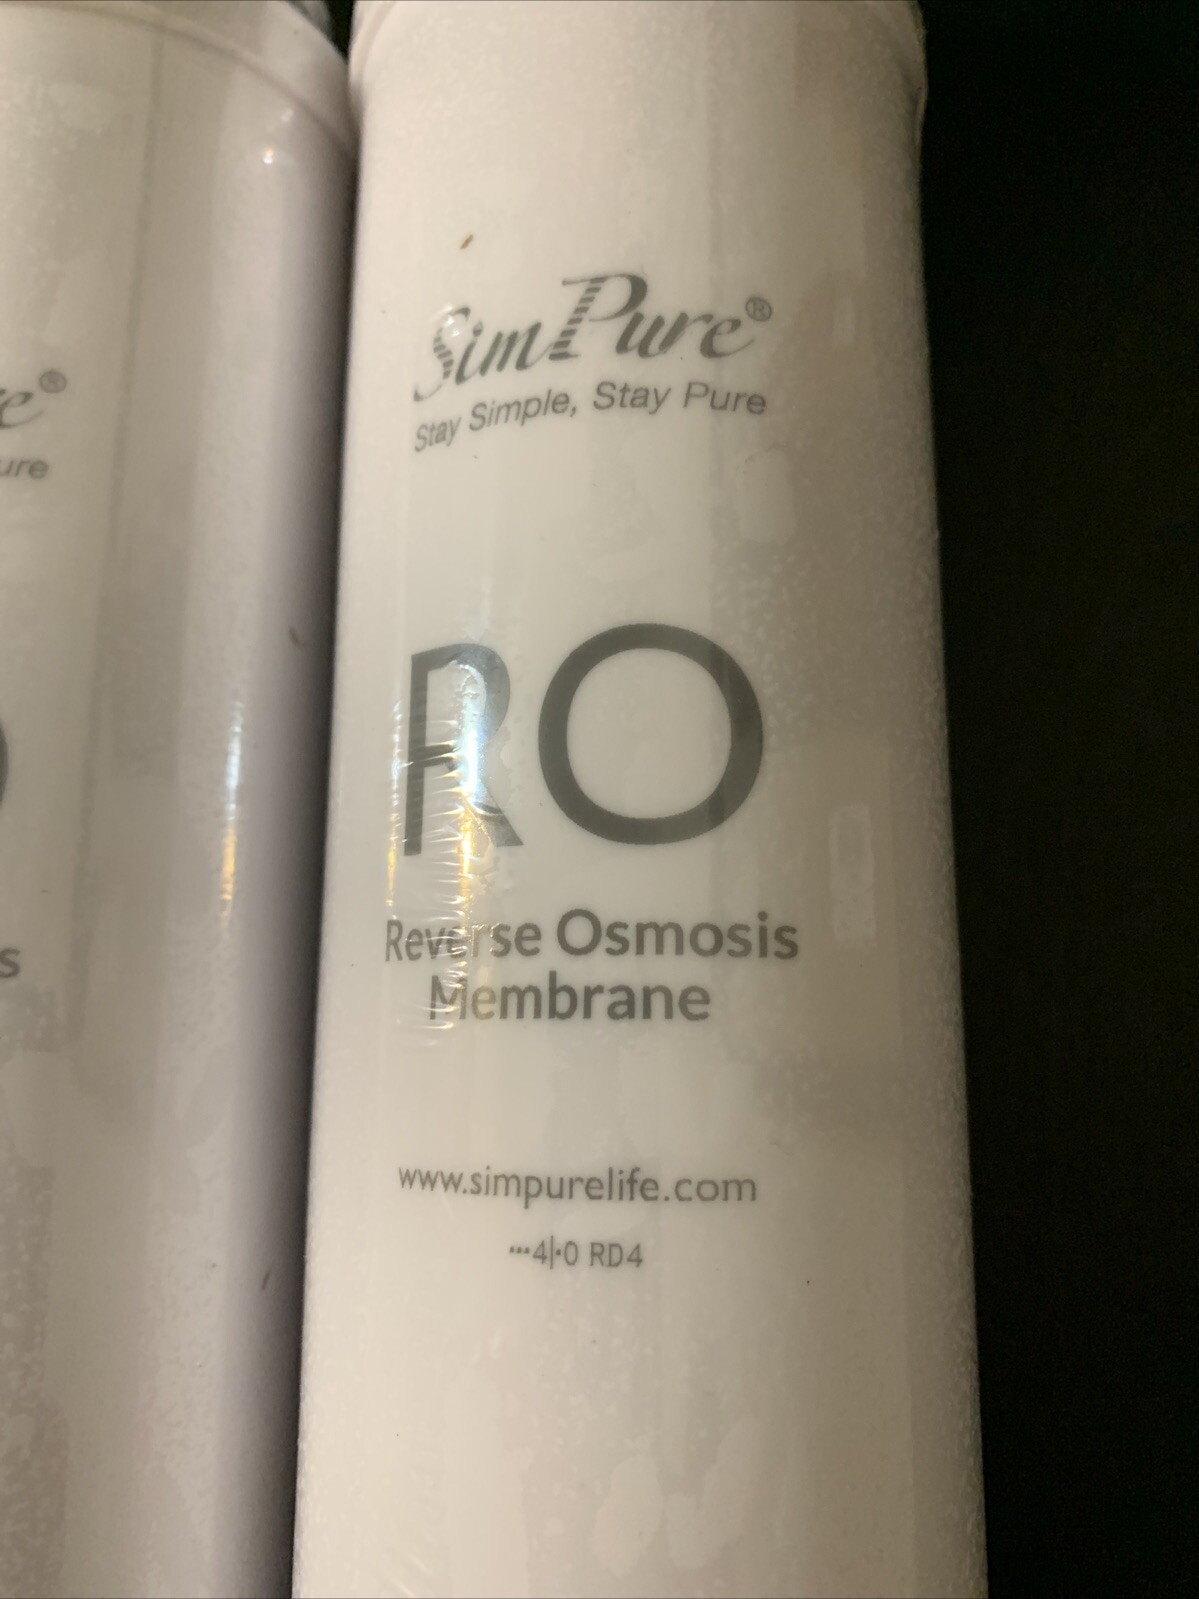 SimPure®
Stay Simple, Stay Pure
RO
Reverse Osmosis
Membrane
www.simpurelife.com
RD4